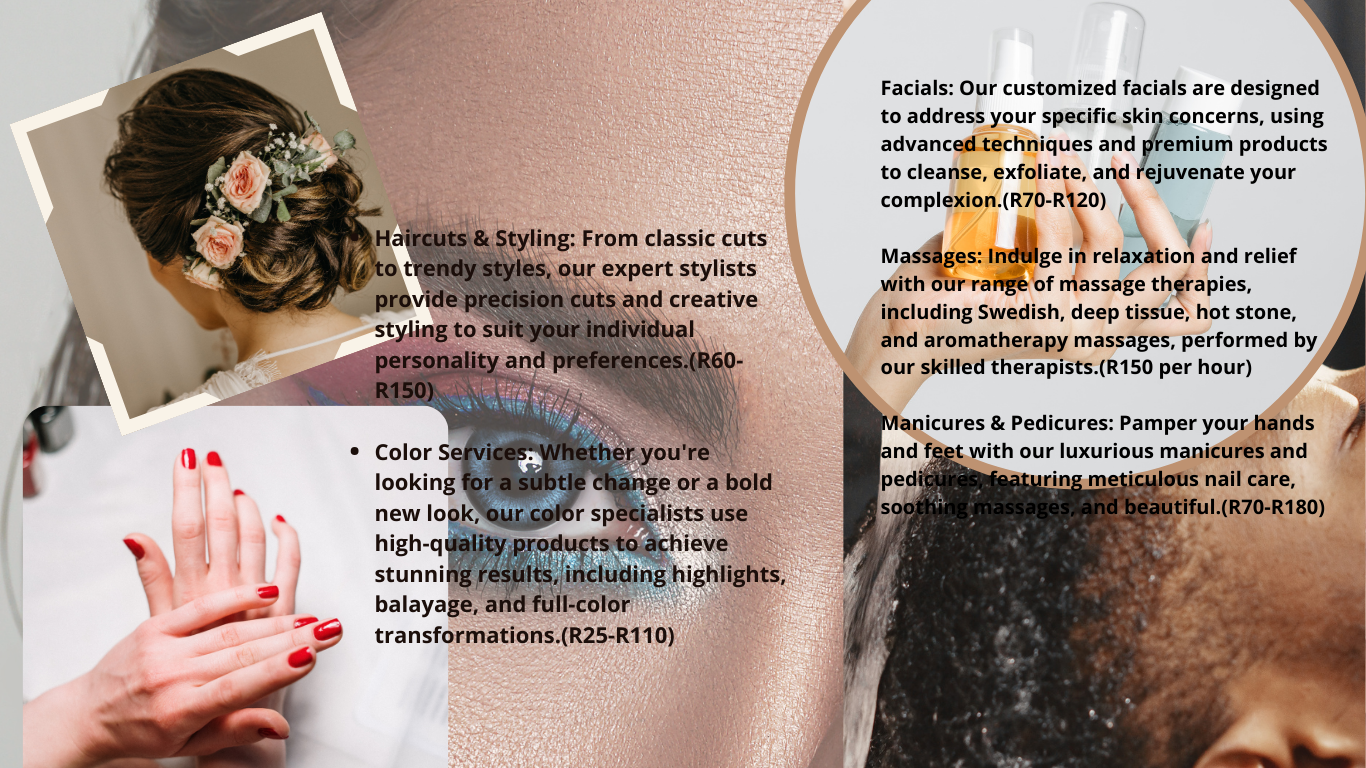 Haircuts & Styling: From classic cuts
to trendy styles, our expert stylists
provide precision cuts and creative
styling to suit your individual
personality and preferences.(R60-
R150)
• Color Services: Whether you're
looking for a subtle change or a bold
new look, our color specialists use
high-quality products to achieve
stunning results, including highlights,
balayage, and full-color
transformations.(R25-R110)
Facials: Our customized facials are designed
to address your specific skin concerns, using
advanced techniques and premium products
to cleanse, exfoliate, and rejuvenate your
complexion.(R70-R120)
Massages: Indulge in relaxation and relief
with our range of massage therapies,
including Swedish, deep tissue, hot stone,
and aromatherapy massages, performed by
our skilled therapists.(R150 per hour)
Manicures & Pedicures: Pamper your hands
and feet with our luxurious manicures and
pedicures, featuring meticulous nail care,
soothing massages, and beautiful.(R70-R180)